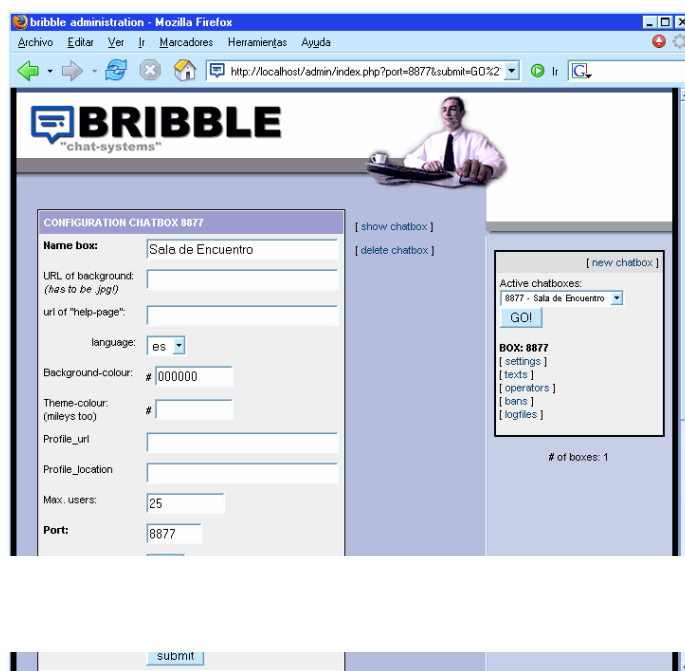 bribble administration - Mozilla Firefox
Archivo Editar Ver Ir Marcadores Herramientas Ayuda
http://localhost/admin/index.php?port=8877&submit=GO%2' Ir
BRIBBLE
"chat-systems"
CONFIGURATION CHATBOX 8877
Name box: Sala de Encuentro
URL of background:
(has to be .jpg!)
url of "help-page":
language: es
Background-colour: # 000000
Theme-colour: #
(mileys too)
Profile_url
Profile_location
Max. users: 25
Port: 8877
submit
[ show chatbox ]
[ delete chatbox ]
[ new chatbox ]
Active chatboxes:
8877 - Sala de Encuentro
GO!
BOX: 8877
[ settings ]
[ texts ]
[ operators ]
[ bans ]
[ logfiles ]
# of boxes: 1